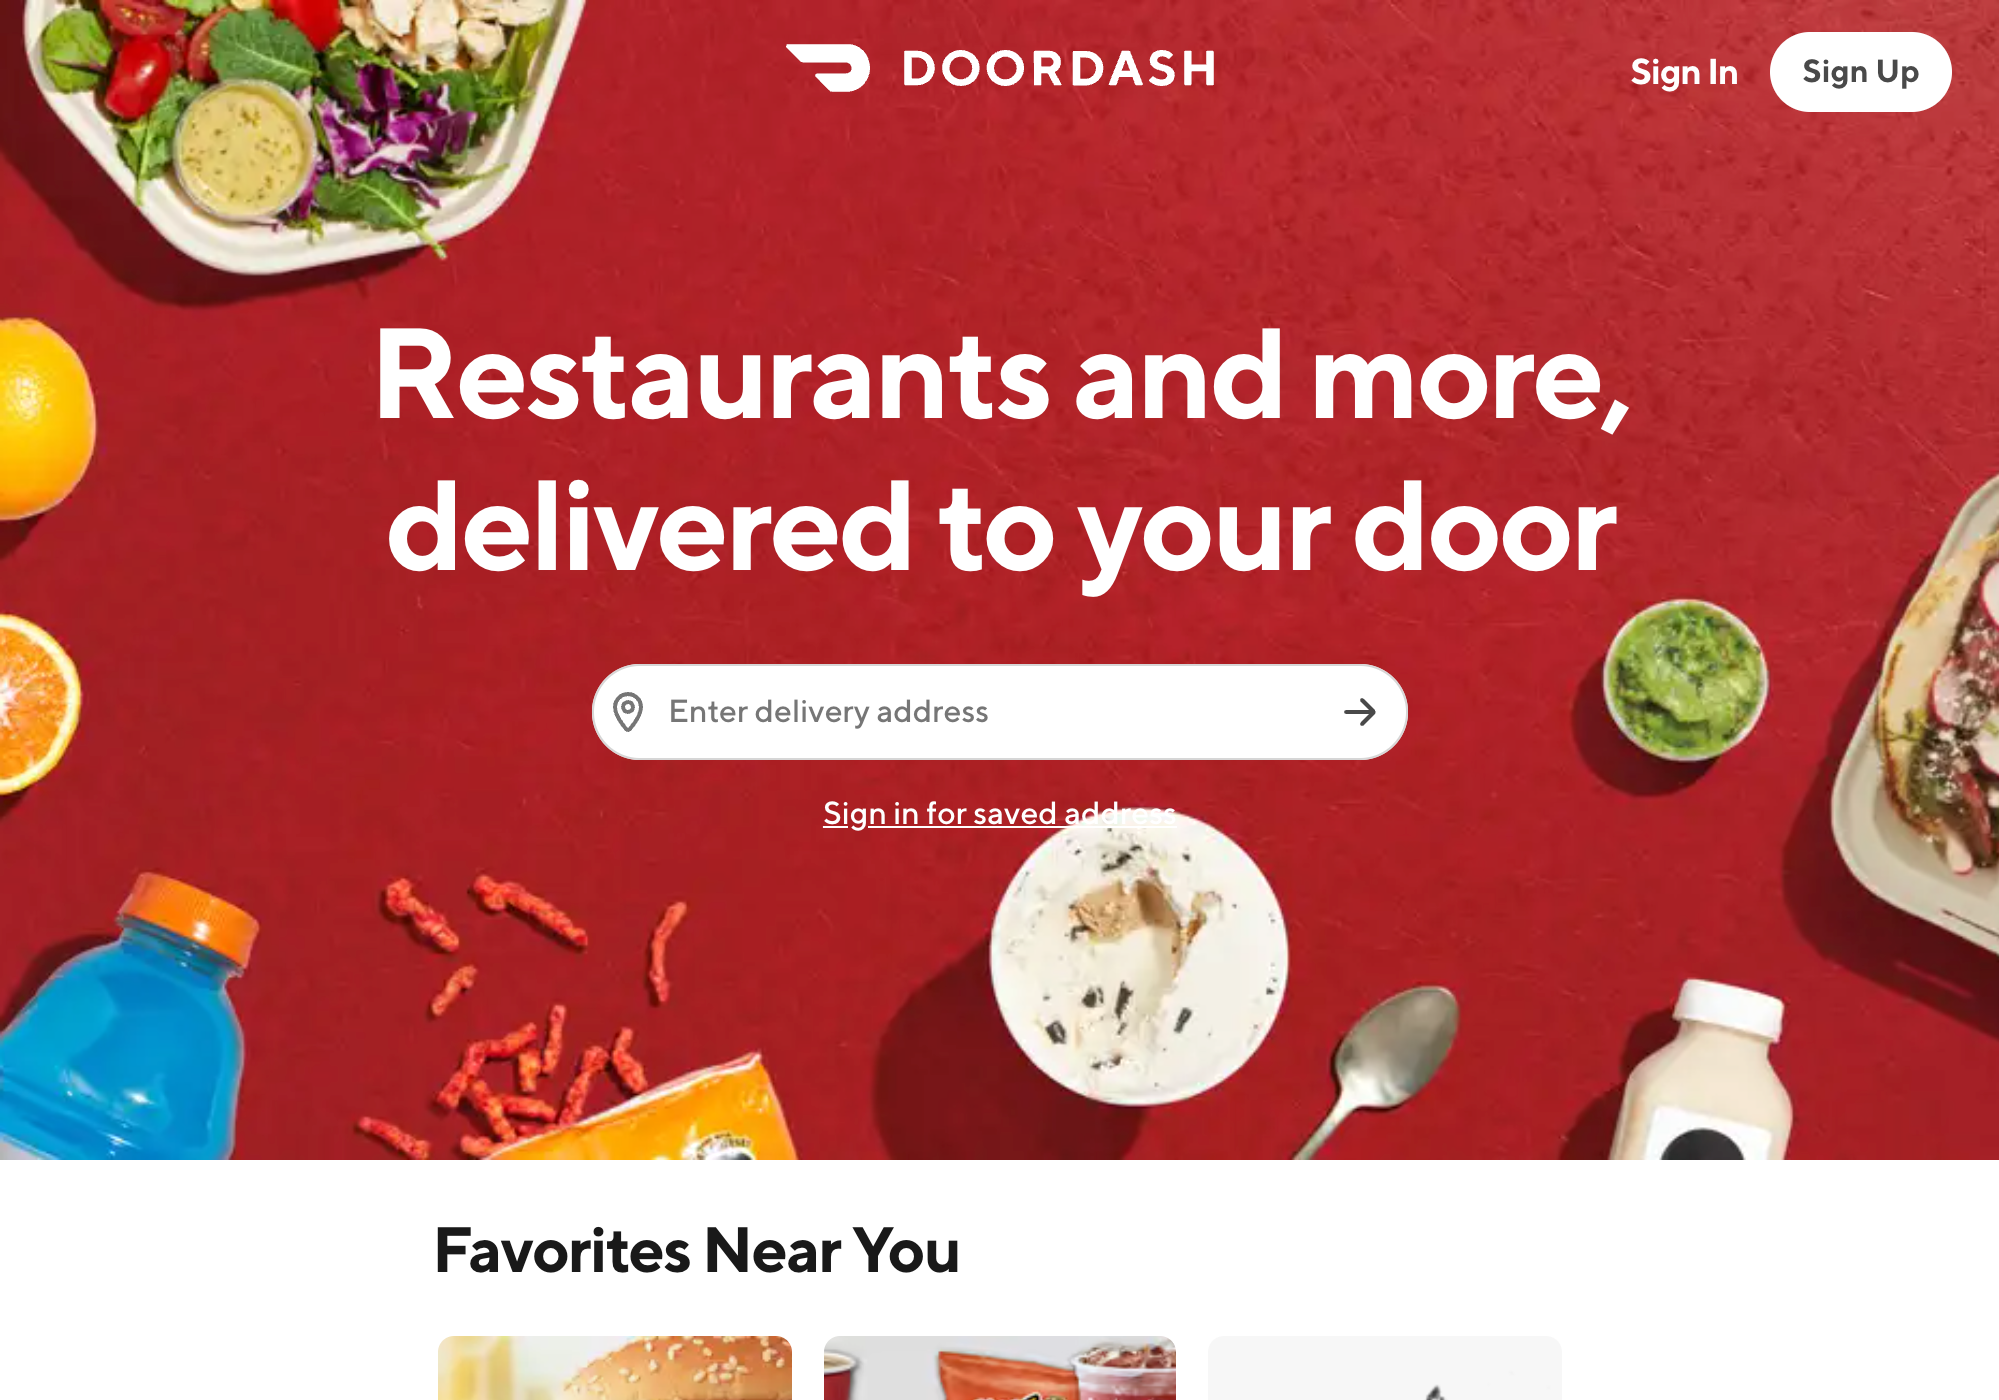 DOORDASH
Sign In
Sign Up
Restaurants and more,
delivered to your door
Enter delivery address
Sign in for saved address
Favorites Near You